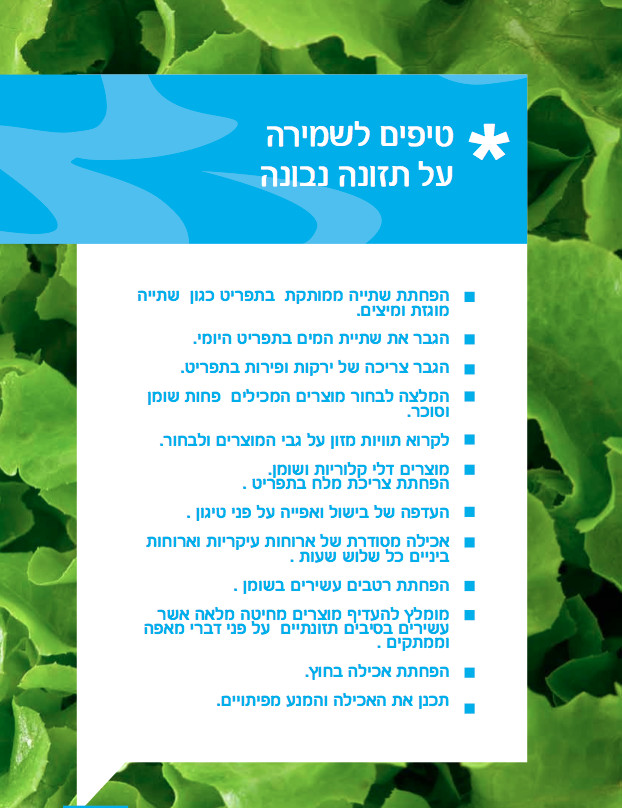 טיפים לשמירה
על תזונה נבונה
הפחתת שתייה ממותקת בתפריט כגון שתייה
מוגזת ומיצים.
הגבר את שתיית המים בתפריט היומי.
הגבר צריכה של ירקות ופירות בתפריט.
המלצה לבחור מוצרים המכילים פחות שומן
וסוכר.
לקרוא תוויות מזון על גבי המוצרים ולבחור.
מוצרים דלי קלוריות ושומן.
הפחתת צריכת מלח בתפריט .
העדפה של בישול ואפייה על פני טיגון .
אכילה מסודרת של ארוחות עיקריות וארוחות
ביניים כל שלוש שעות .
הפחתת רטבים עשירים בשומן .
מומלץ להעדיף מוצרים מחיטה מלאה אשר
עשירים בסיבים תזונתיים על פני דברי מאפה
וממתקים .
הפחתת אכילה בחוץ.
תכנן את האכילה והמנע מפיתויים.